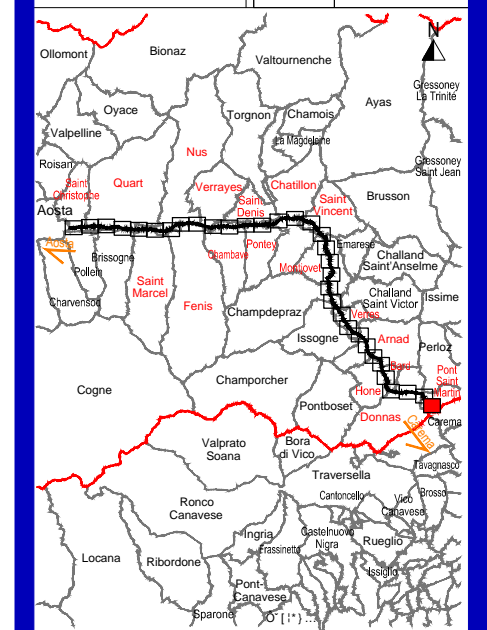 N
Ollomont
Bionaz
Valtournenche
Ayas
Gressoney
La Trinité
Oyace
Torgnon
Chamois
Valpelline
La Magdeleine
Nus
Roisan
Gressoney
Saint Jean
Saint
Christophe
Quart
Verrayes
Chatillon
Brusson
Saint
Denis
Saint
Vincent
Aosta
Aosta
Emarese
Brissogne
Chambave
Pontey
Challand
Saint'Anselme
Pollein
Montjovet
Saint
Marcel
Charvensod
Fenis
Challand
Saint Victor
Issime
Champdepraz
Verres
Issogne
Arnad
Perloz
Bard
Pont
Saint
Martin
Cogne
Champorcher
Hone
Pontboset
Donnas
Carema
Carema
Valprato
Soana
Bora
di Vico
Tavagnasco
Traversella
Cantoncello
Brosso
Vico
Canavese
Ronco
Canavese
Ingria
Castelnuovo
Nigra
Rueglio
Frassinetto
Locana
Ribordone
Issiglio
Pont-
Canavese
Sparone